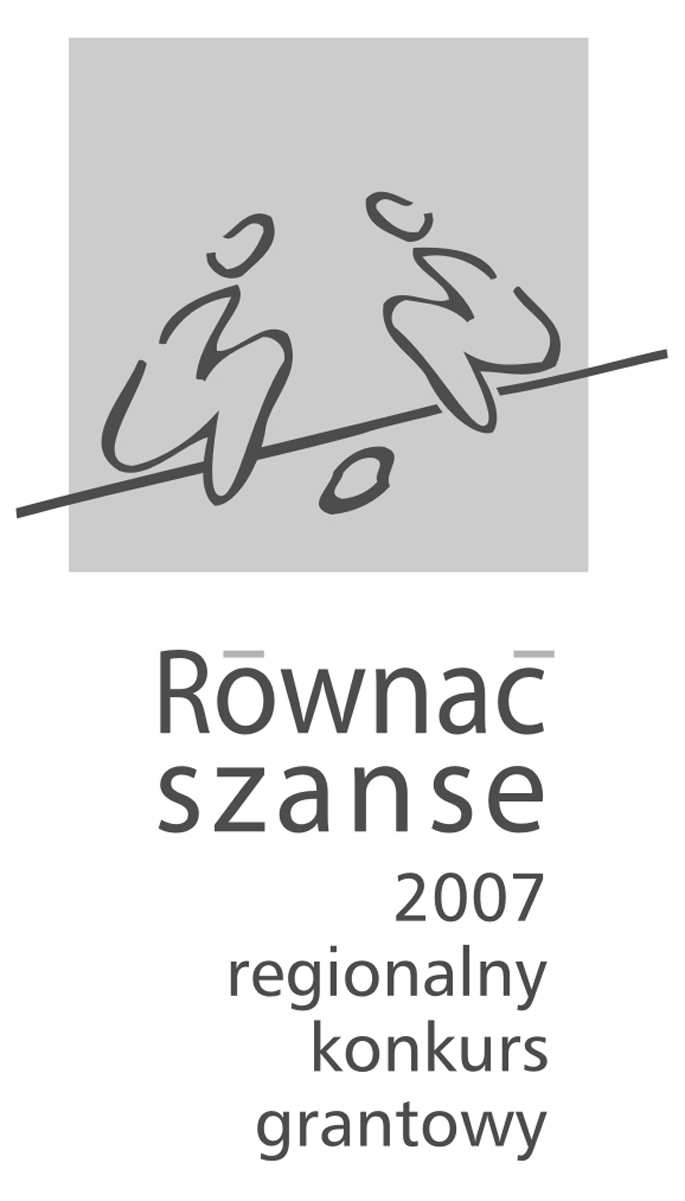 Równać
szanse
2007
regionalny
konkurs
grantowy